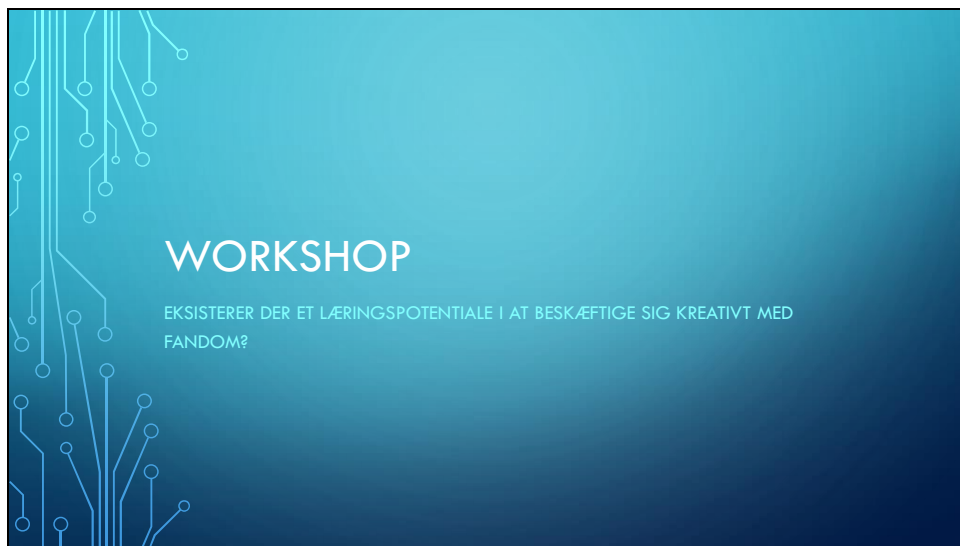 WORKSHOP
EKSISTERER DER ET LÆRINGSPOTENTIALE I AT BESKÆFTIGE SIG KREATIVT MED
FANDOM?